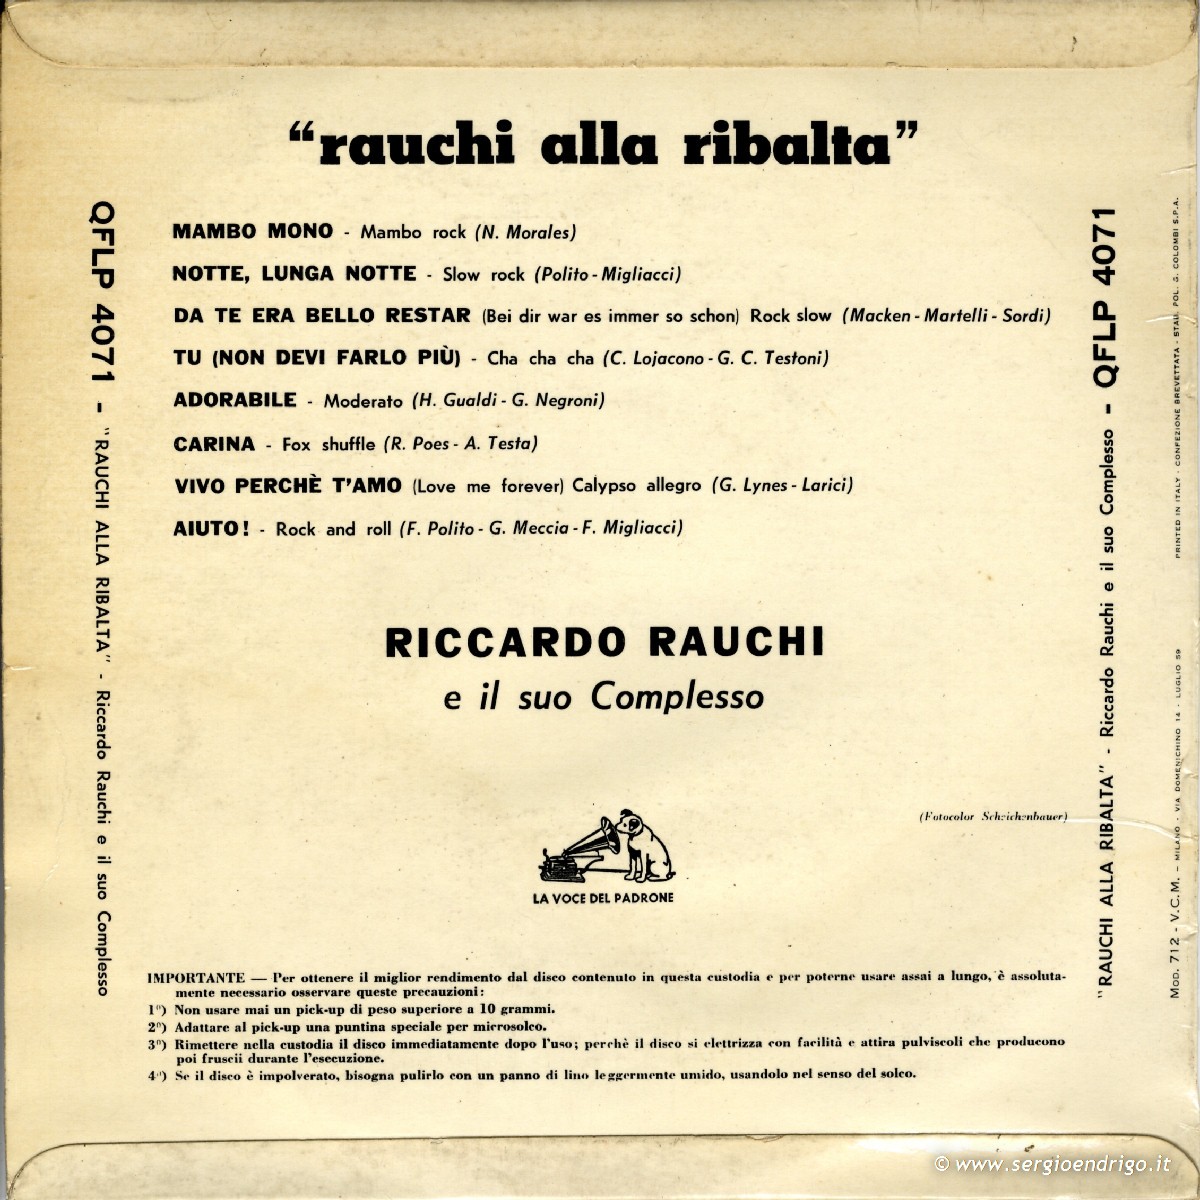 "rauchi alla ribalta"
MAMBO MONO - Mambo rock (N. Morales)
NOTTE, LUNGA NOTTE - Slow rock (Polito - Migliacci)
DA TE ERA BELLO RESTAR (Bei dir war es immer so schon) Rock slow (Macken - Martelli - Sordi)
TU (NON DEVI FARLO PIÙ) - Cha cha cha (C. Lojacono - G. C. Testoni)
ADORABILE - Moderato (H. Gualdi - G. Negroni)
CARINA - Fox shuffle (R. Poes - A. Testa)
VIVO PERCHÈ T'AMO (Love me forever) Calypso allegro (G. Lynes - Larici)
AIUTO! - Rock and roll (F. Polito - G. Meccia - F. Migliacci)
RICCARDO RAUCHI
e il suo Complesso
(Fotocolor Scheichenbauer)
LA VOCE DEL PADRONE
IMPORTANTE — Per ottenere il miglior rendimento dal disco contenuto in questa custodia e per poterne usare assai a lungo, è assoluta-
mente necessario osservare queste precauzioni:
1°) Non usare mai un pick-up di peso superiore a 10 grammi.
2°) Adattare al pick-up una puntina speciale per microsolco.
3°) Rimettere nella custodia il disco immediatamente dopo l'uso; perchè il disco si elettrizza con facilità e attira pulviscoli che producono
poi fruscii durante l'esecuzione.
4°) Se il disco è impolverato, bisogna pulirlo con un panno di lino leggermente umido, usandolo nel senso del solco.
QFLP 4071 - "RAUCHI ALLA RIBALTA" - Riccardo Rauchi e il suo Complesso
"RAUCHI ALLA RIBALTA" - Riccardo Rauchi e il suo Complesso - QFLP 4071
MOD. 712 - V.C.M. - MILANO - VIA DOMENICHINO 14 - LUGLIO 59 PRINTED IN ITALY - CONFEZIONE BREVETTATA - STAB. POL. G. COLOMBI S.P.A.
© www.sergioendrigo.it